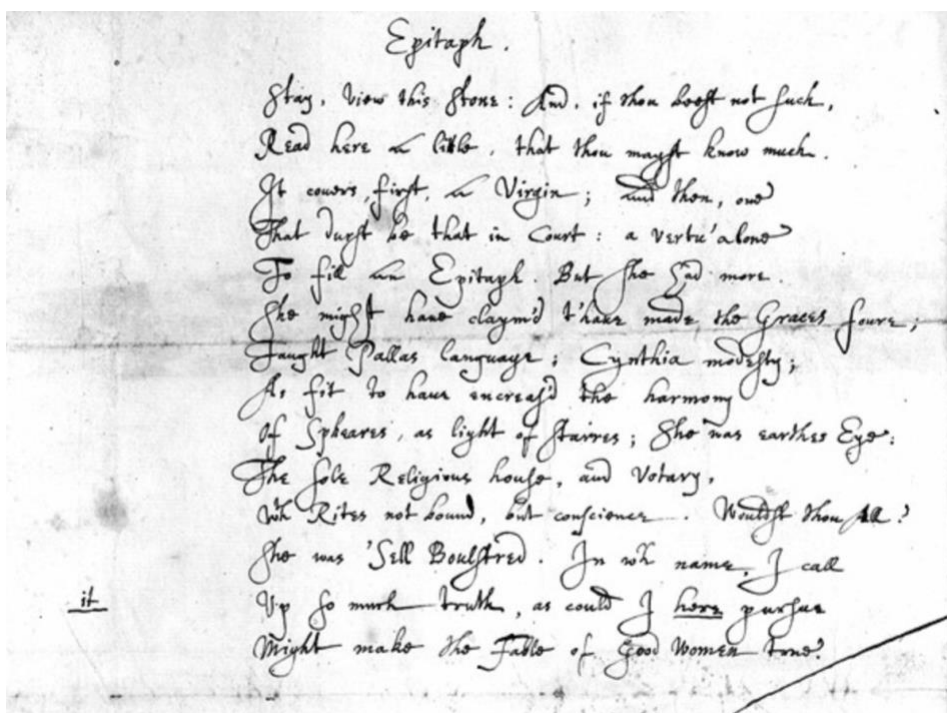 Epitaph.
Stay, view this Stone: And, if thou beest not such,
Read here a little, that thou mayst know much.
It covers, first, a Virgin; and then, one
That durst be that in Court: a vertu' alone
To fill an Epitaph. But she had more.
She might have claym'd t'have made the Graces foure,
Taught Pallas language; Cynthia modesty;
As fit to have encreas'd the harmony
Of Spheares, as light of starres; She was earthes Eye:
The sole Religious house, and Votary,
Wth Rites not bound, but conscience. Wouldst thou All?
She was 'Sell Boulstred. In wch name, I call
Up so much truth, as could I here pursue
Might make the Fable of Good Women true.
it